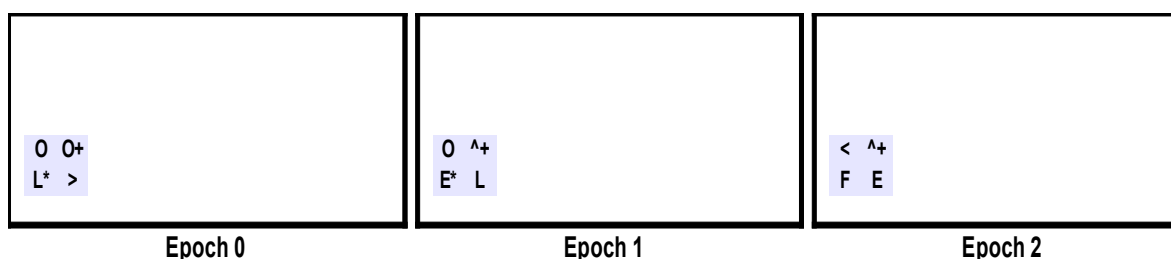 O O+
L* >
Epoch 0
O ^+
E* L
Epoch 1
< ^+
F E
Epoch 2